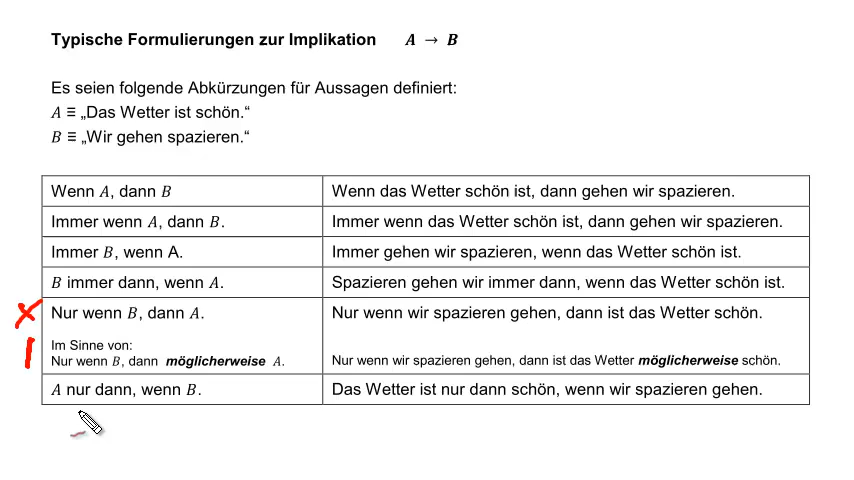 Typische Formulierungen zur Implikation A → B
Es seien folgende Abkürzungen für Aussagen definiert:
A ≡ „Das Wetter ist schön.“
B ≡ „Wir gehen spazieren.“
Wenn A, dann B Wenn das Wetter schön ist, dann gehen wir spazieren.
Immer wenn A, dann B. Immer wenn das Wetter schön ist, dann gehen wir spazieren.
Immer B, wenn A. Immer gehen wir spazieren, wenn das Wetter schön ist.
B immer dann, wenn A. Spazieren gehen wir immer dann, wenn das Wetter schön ist.
Nur wenn B, dann A. Nur wenn wir spazieren gehen, dann ist das Wetter schön.
Im Sinne von:
Nur wenn B, dann möglicherweise A. Nur wenn wir spazieren gehen, dann ist das Wetter möglicherweise schön.
A nur dann, wenn B. Das Wetter ist nur dann schön, wenn wir spazieren gehen.